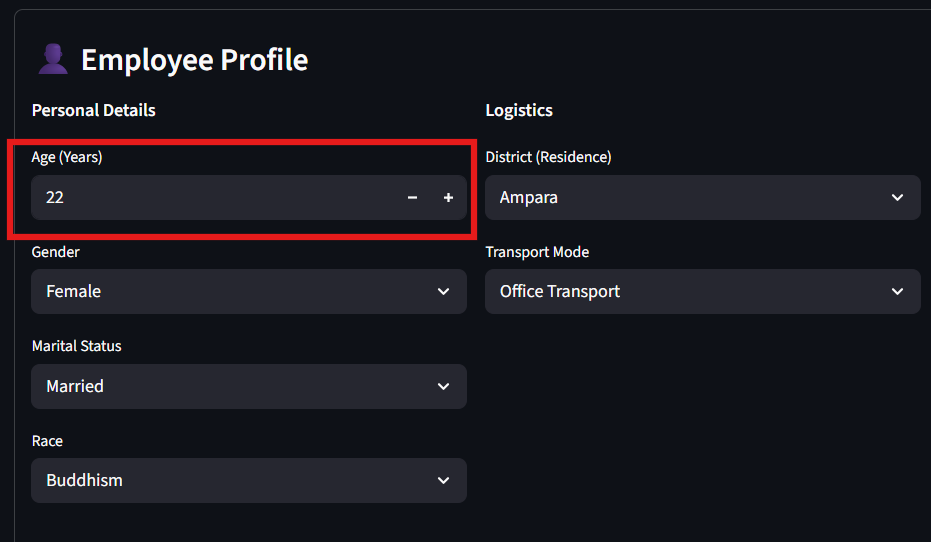 Employee Profile
Personal Details
Age (Years)
22
Gender
Female
Marital Status
Married
Race
Buddhism
Logistics
District (Residence)
Ampara
Transport Mode
Office Transport